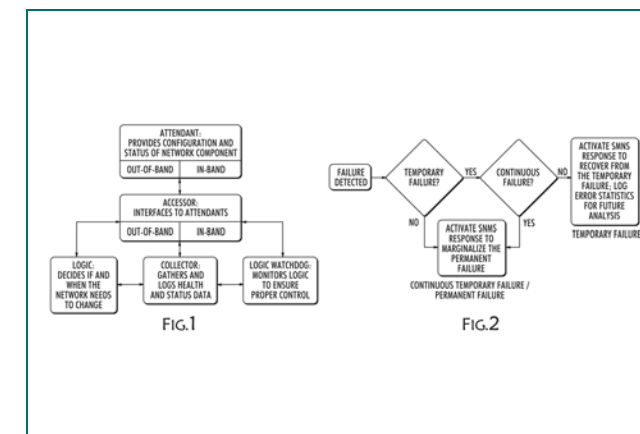 ATTENDANT:
PROVIDES CONFIGURATION AND
STATUS OF NETWORK COMPONENT
OUT-OF-BAND IN-BAND
ACCESSOR:
INTERFACES TO ATTENDANTS
OUT-OF-BAND IN-BAND
LOGIC:
DECIDES IF AND
WHEN THE
NETWORK NEEDS
TO CHANGE
COLLECTOR:
GATHERS AND
LOGS HEALTH
AND STATUS DATA
LOGIC WATCHDOG:
MONITORS LOGIC
TO ENSURE
PROPER CONTROL
FIG.1
FAILURE
DETECTED
TEMPORARY
FAILURE?
YES
NO
CONTINUOUS
FAILURE?
NO
YES
ACTIVATE SMNS
RESPONSE TO
RECOVER FROM
THE TEMPORARY
FAILURE; LOG
ERROR STATISTICS
FOR FUTURE
ANALYSIS
TEMPORARY FAILURE
ACTIVATE SNMS
RESPONSE TO
MARGINALIZE THE
PERMANENT
FAILURE
CONTINUOUS TEMPORARY FAILURE /
PERMANENT FAILURE
FIG.2